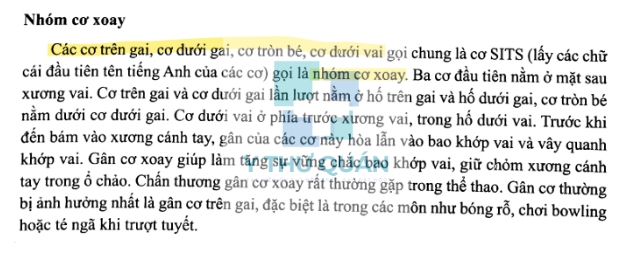 Nhóm cơ xoay
Các cơ trên gai, cơ dưới gai, cơ tròn bé, cơ dưới vai gọi chung là cơ SITS (lấy các chữ
cái đầu tiên tên tiếng Anh của các cơ) gọi là nhóm cơ xoay. Ba cơ đầu tiên nằm ở mặt sau
xương vai. Cơ trên gai và cơ dưới gai lần lượt nằm ở hố trên gai và hố dưới gai, cơ tròn bé
nằm dưới cơ dưới gai. Cơ dưới vai ở phía trước xương vai, trong hố dưới vai. Trước khi
đến bám vào xương cánh tay, gân của các cơ này hòa lẫn vào bao khớp vai và vây quanh
khớp vai. Gân cơ xoay giúp làm tăng sự vững chắc bao khớp vai, giữ chỏm xương cánh
tay trong ổ chảo. Chấn thương gân cơ xoay rất thường gặp trong thể thao. Gân cơ thường
bị ảnh hưởng nhất là gân cơ trên gai, đặc biệt là trong các môn như bóng rổ, chơi bowling
hoặc té ngã khi trượt tuyết.
Y THƯ QUÁN